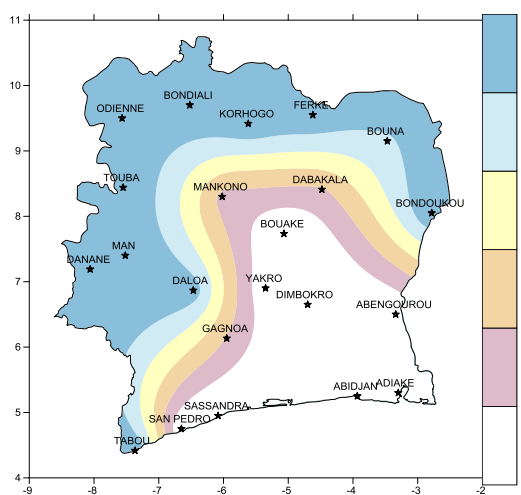 11
10
BONDIALI
ODIENNE
FERKE
KORHOGO
BOUNA
9
TOUBA
DABAKALA
MANKONO
BONDOUKOU
8
BOUAKE
MAN
DANANE
DALOA
YAKRO
7
DIMBOKRO
ABENGOUROU
GAGNOA
6
ABIDJAN
ADIAKE
SASSANDRA
5
SAN PEDRO
TABOU
4
-9 -8 -7 -6 -5 -4 -3 -2